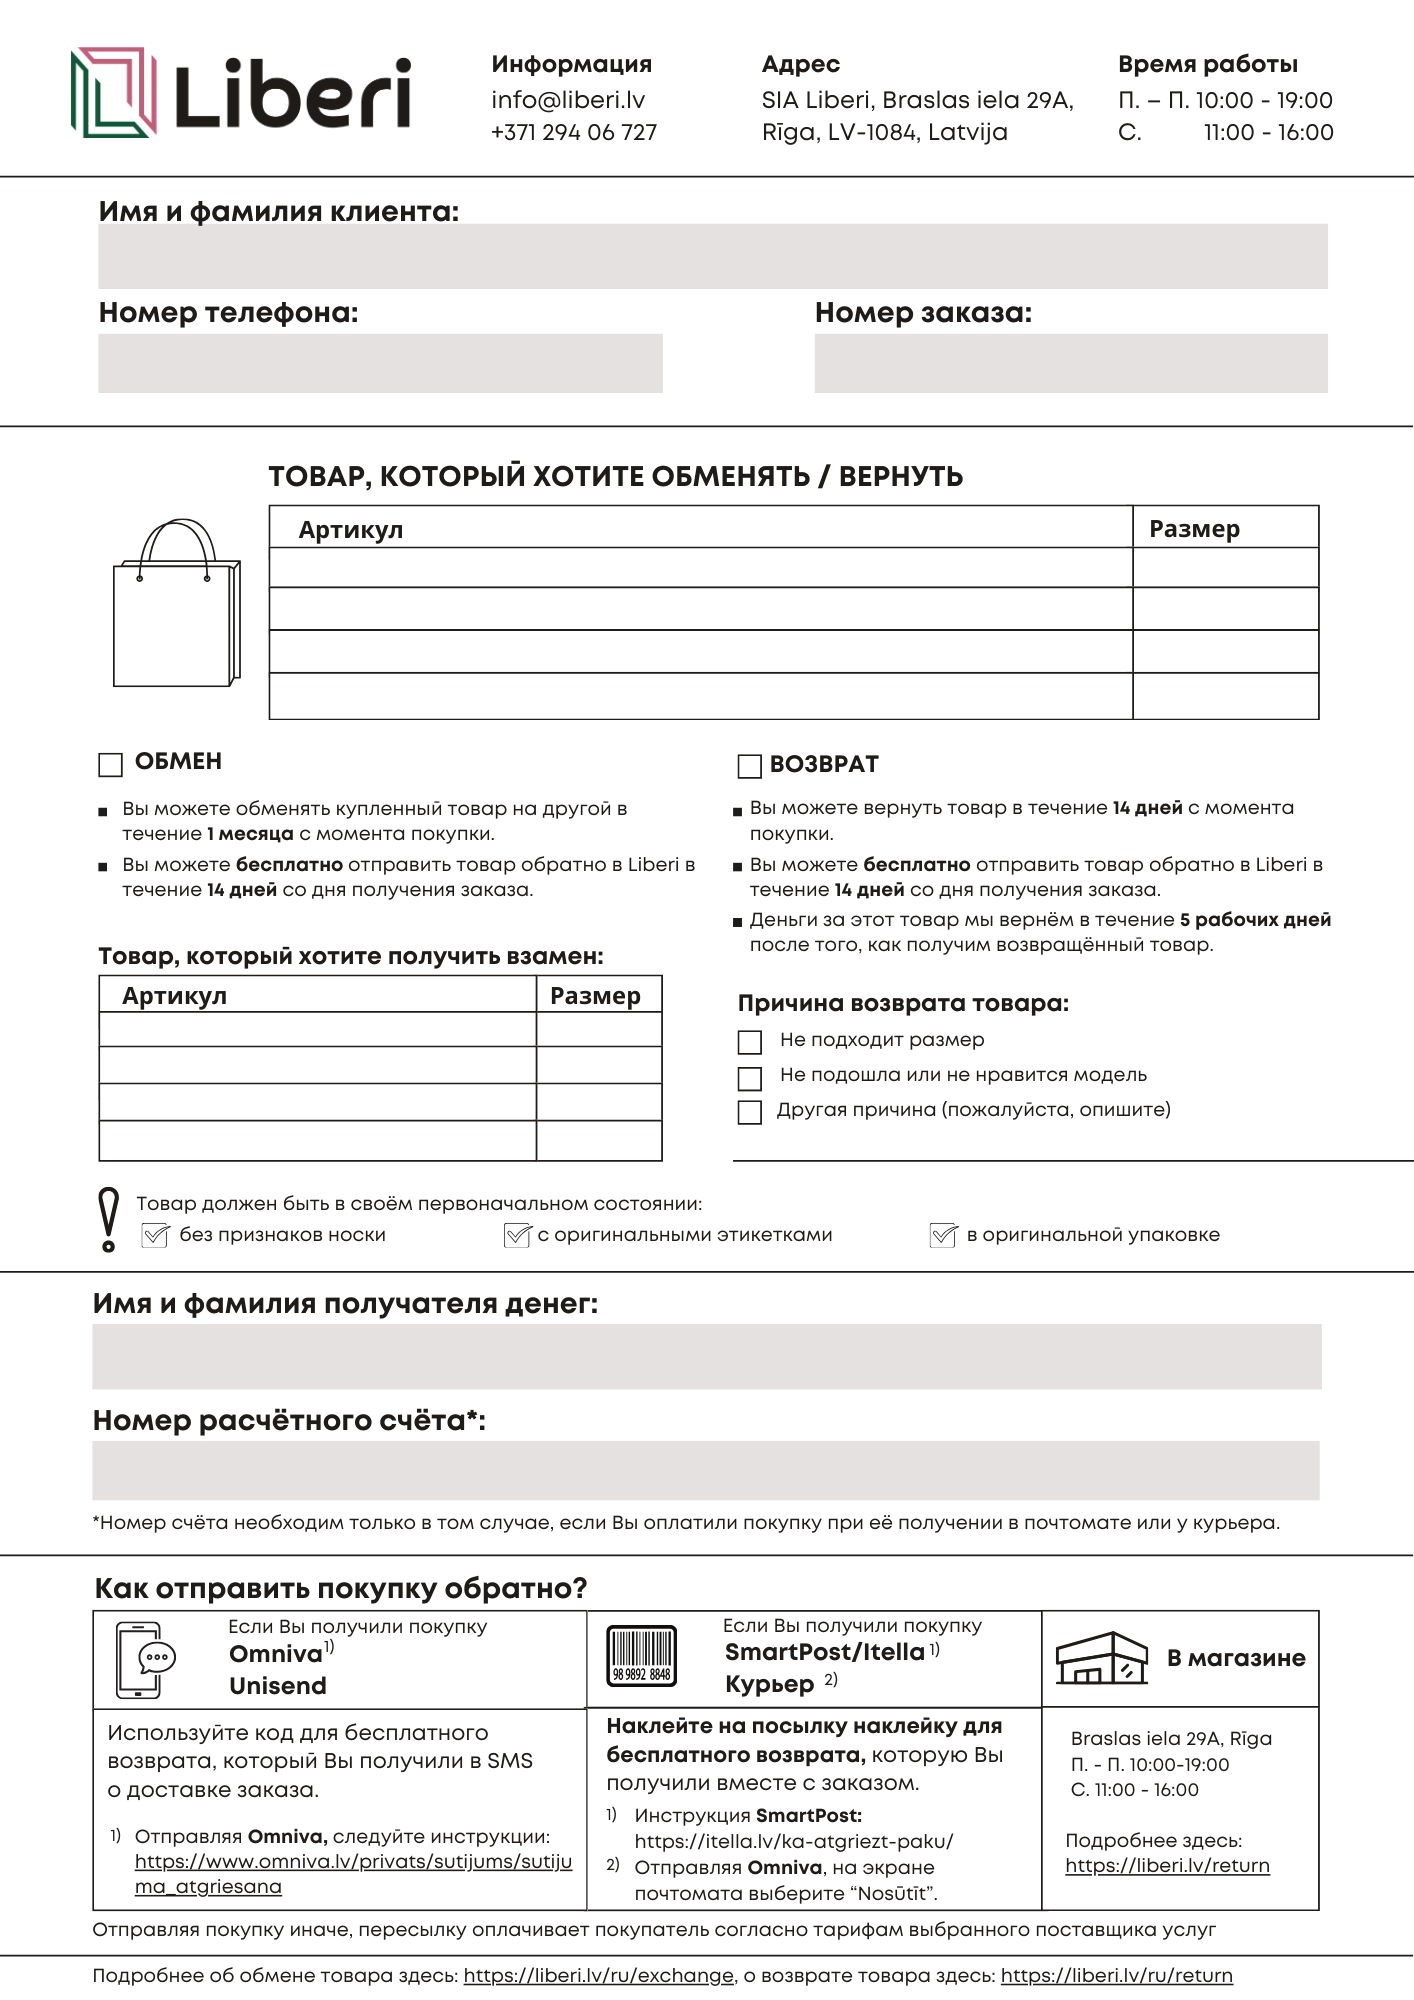 Liberi
Информация
info@liberi.lv
+371 294 06 727
Адрес
SIA Liberi, Braslas iela 29A,
Rīga, LV-1084, Latvija
Время работы
П. – П. 10:00 - 19:00
С. 11:00 - 16:00
Имя и фамилия клиента:
Номер телефона:
Номер заказа:
ТОВАР, КОТОРЫЙ ХОТИТЕ ОБМЕНЯТЬ / ВЕРНУТЬ
Артикул Размер
ОБМЕН
▪ Вы можете обменять купленный товар на другой в
течение 1 месяца с момента покупки.
▪ Вы можете бесплатно отправить товар обратно в Liberi в
течение 14 дней со дня получения заказа.
Товар, который хотите получить взамен:
Артикул Размер
ВОЗВРАТ
▪ Вы можете вернуть товар в течение 14 дней с момента
покупки.
▪ Вы можете бесплатно отправить товар обратно в Liberi в
течение 14 дней со дня получения заказа.
▪ Деньги за этот товар мы вернём в течение 5 рабочих дней
после того, как получим возвращённый товар.
Причина возврата товара:
Не подходит размер
Не подошла или не нравится модель
Другая причина (пожалуйста, опишите)
Товар должен быть в своём первоначальном состоянии:
без признаков носки с оригинальными этикетками в оригинальной упаковке
Имя и фамилия получателя денег:
Номер расчётного счёта*:
*Номер счёта необходим только в том случае, если Вы оплатили покупку при её получении в почтомате или у курьера.
Как отправить покупку обратно?
Если Вы получили покупку
Omniva 1)
Unisend
Используйте код для бесплатного
возврата, который Вы получили в SMS
о доставке заказа.
1) Отправляя Omniva, следуйте инструкции:
https://www.omniva.lv/privats/sutijums/sutiju
ma_atgriesana
98 9892 8848
Если Вы получили покупку
SmartPost/Itella 1)
Курьер 2)
Наклейте на посылку наклейку для
бесплатного возврата, которую Вы
получили вместе с заказом.
1) Инструкция SmartPost:
https://itella.lv/ka-atgriezt-paku/
2) Отправляя Omniva, на экране
почтомата выберите “Nosūtīt”.
В магазине
Braslas iela 29A, Rīga
П. - П. 10:00-19:00
С. 11:00 - 16:00
Подробнее здесь:
https://liberi.lv/return
Отправляя покупку иначе, пересылку оплачивает покупатель согласно тарифам выбранного поставщика услуг
Подробнее об обмене товара здесь: https://liberi.lv/ru/exchange, о возврате товара здесь: https://liberi.lv/ru/return